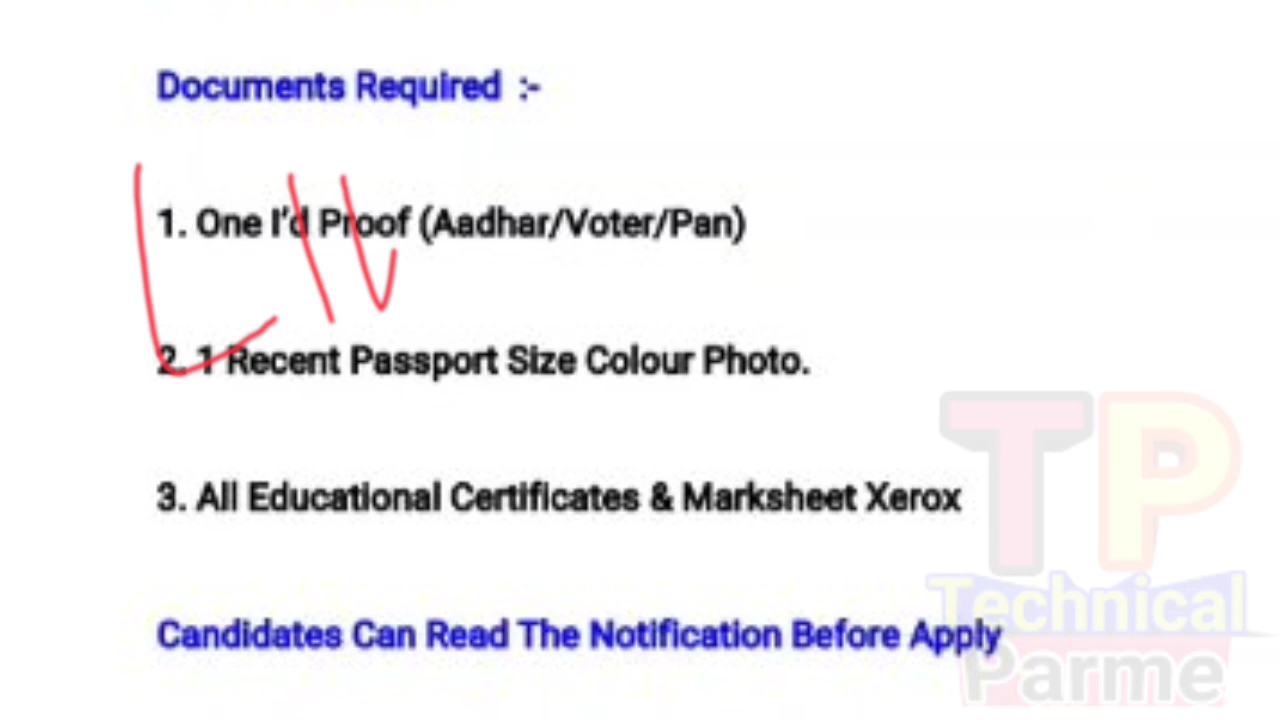 Documents Required :-
1. One I'd Proof (Aadhar/Voter/Pan)
2. 1 Recent Passport Size Colour Photo.
3. All Educational Certificates & Marksheet Xerox
Candidates Can Read The Notification Before Apply
TP
Technical
Parme